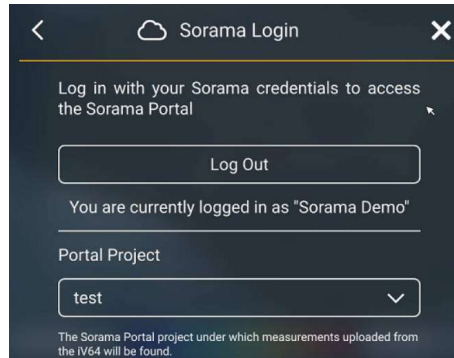 Sorama Login
Log in with your Sorama credentials to access
the Sorama Portal
Log Out
You are currently logged in as "Sorama Demo"
Portal Project
test
The Sorama Portal project under which measurements uploaded from
the iV64 will be found.